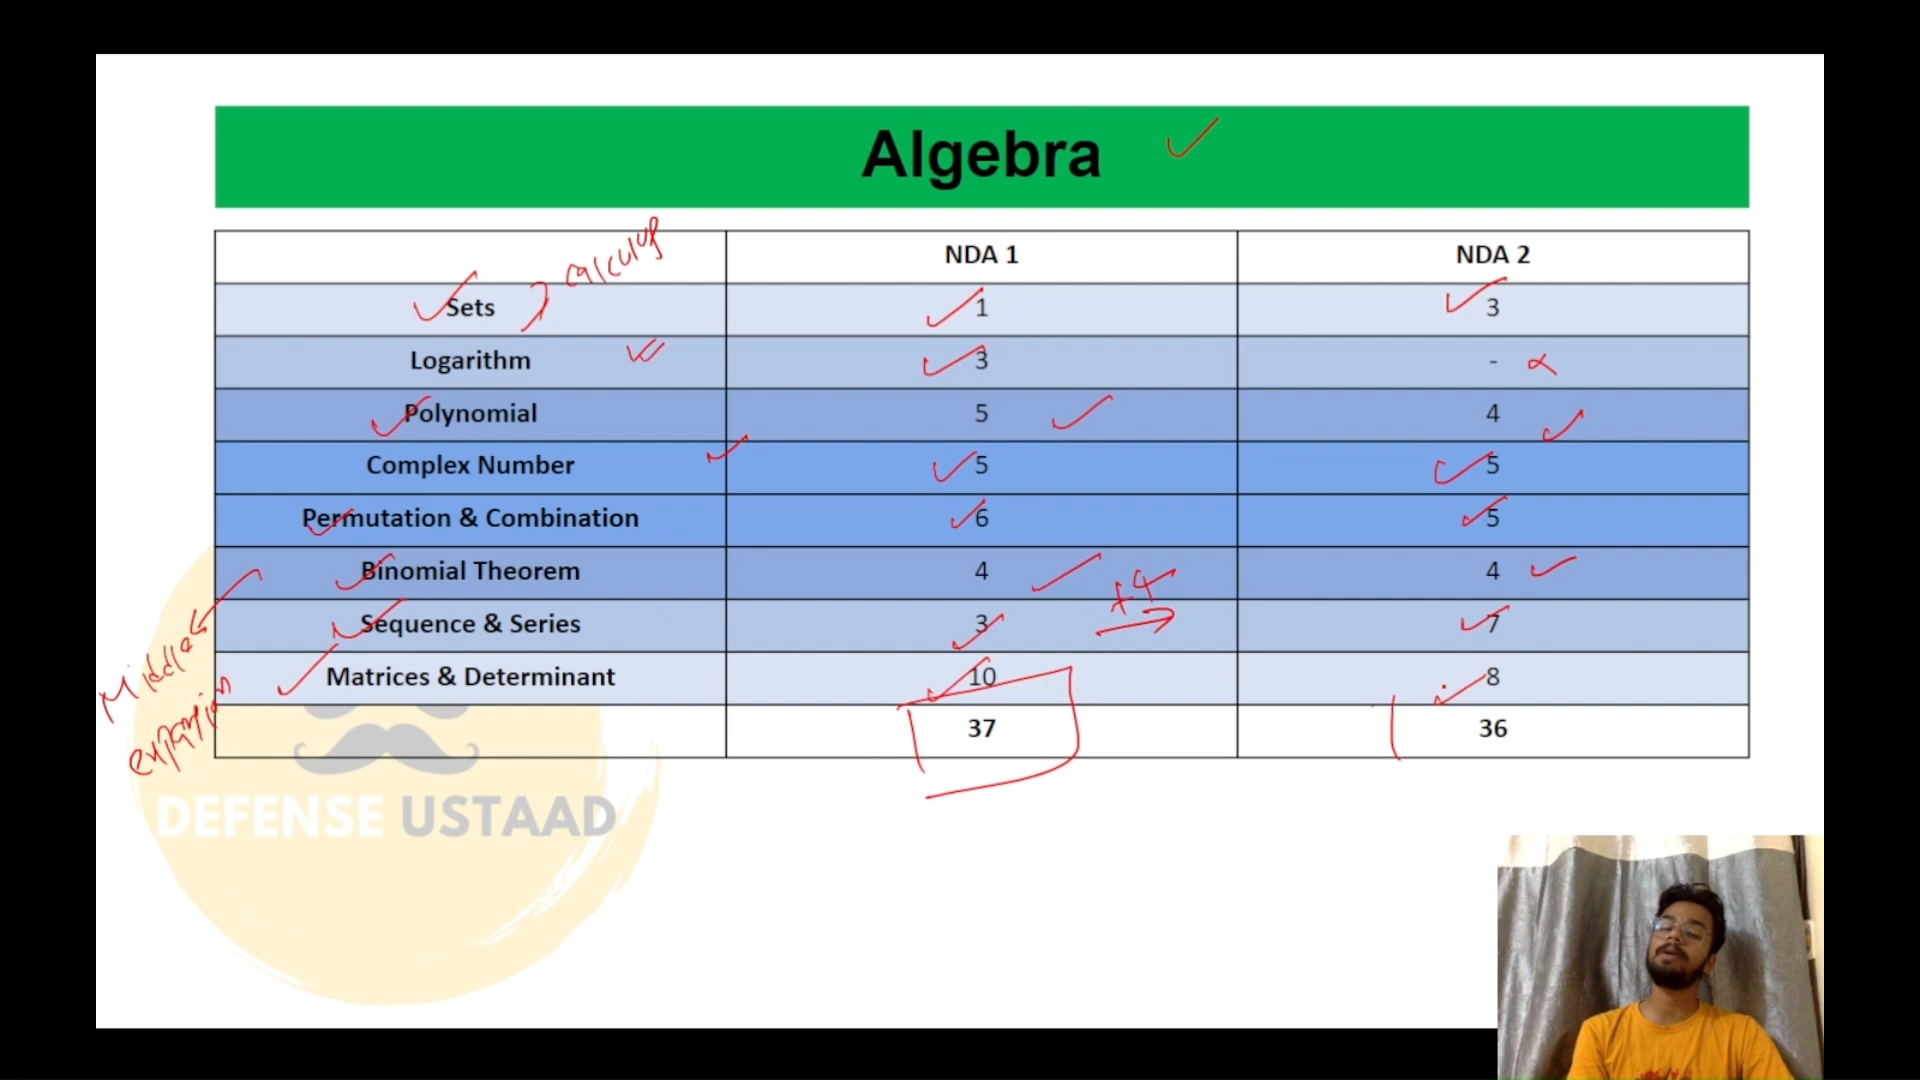 Algebra
NDA 1 NDA 2
Sets calculus 1 3
Logarithm 3 -
Polynomial 5 4
Complex Number 5 5
Permutation & Combination 6 5
Binomial Theorem 4 4
+4
Sequence & Series 3 7
Matrices & Determinant 10 8
Middle
expansion
37 36
DEFENSE USTAAD